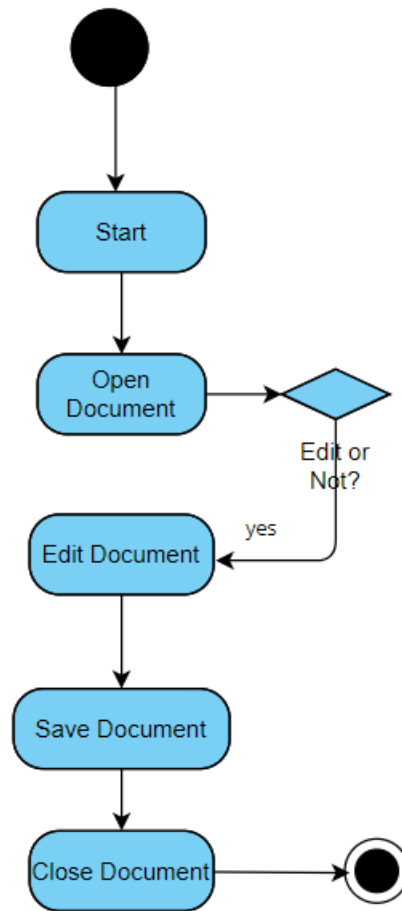 Start
Open
Document
Edit or
Not?
yes
Edit Document
Save Document
Close Document